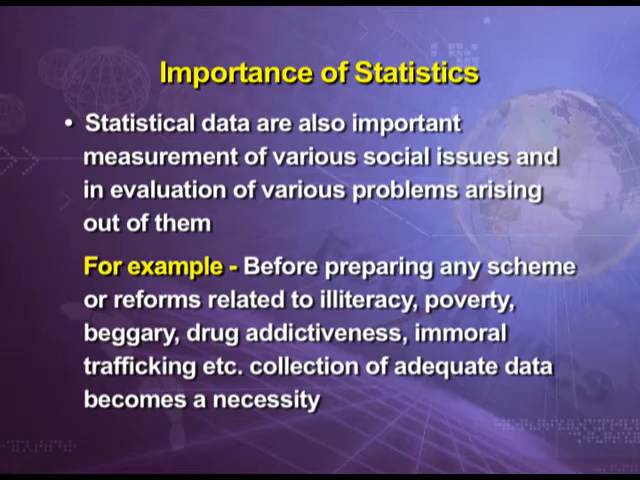 Importance of Statistics
• Statistical data are also important
measurement of various social issues and
in evaluation of various problems arising
out of them
For example - Before preparing any scheme
or reforms related to illiteracy, poverty,
beggary, drug addictiveness, immoral
trafficking etc. collection of adequate data
becomes a necessity